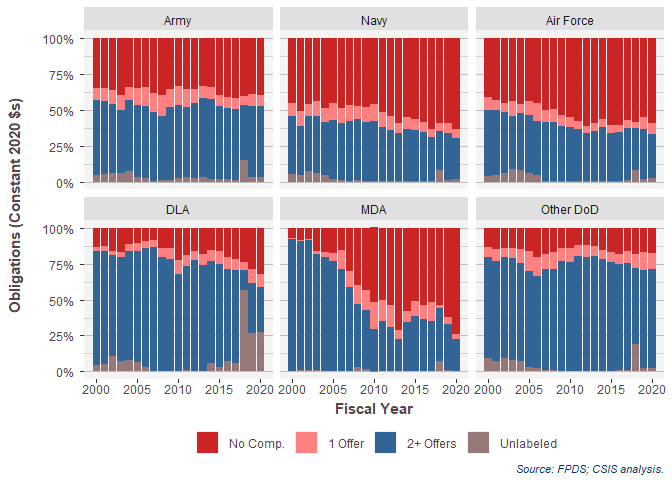 Army Navy Air Force
100%
75%
50%
25%
0%
DLA MDA Other DoD
100%
75%
50%
25%
0%
2000 2005 2010 2015 2020 2000 2005 2010 2015 2020 2000 2005 2010 2015 2020
Obligations (Constant 2020 $s)
Fiscal Year
No Comp. 1 Offer 2+ Offers Unlabeled
Source: FPDS; CSIS analysis.